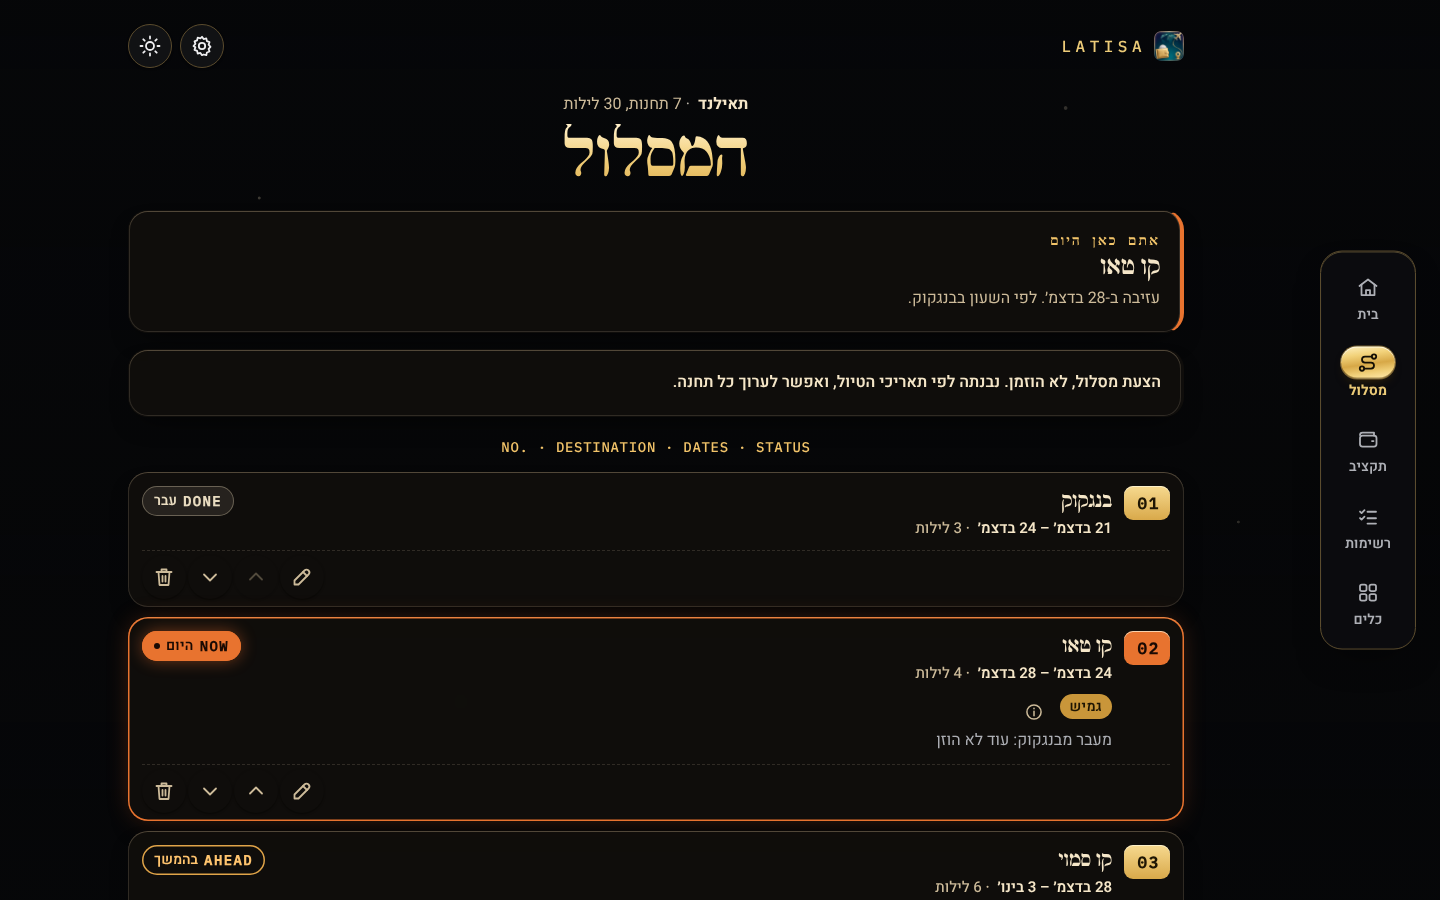 LATISA
תאילנד · 7 תחנות, 30 לילות
המסלול
אתם כאן היום
קו טאו
עזיבה ב-28 בדצמ׳. לפי השעון בבנגקוק.
הצעת מסלול, לא הוזמן. נבנתה לפי תאריכי הטיול, ואפשר לערוך כל תחנה.
NO. · DESTINATION · DATES · STATUS
01
בנגקוק
DONE עבר
21 בדצמ׳ – 24 בדצמ׳ · 3 לילות
02
קו טאו
NOW היום
24 בדצמ׳ – 28 בדצמ׳ · 4 לילות
גמיש
מעבר מבנגקוק: עוד לא הוזן
03
קו סמוי
AHEAD בהמשך
28 בדצמ׳ – 3 בינו׳ · 6 לילות
בית
מסלול
תקציב
רשימות
כלים